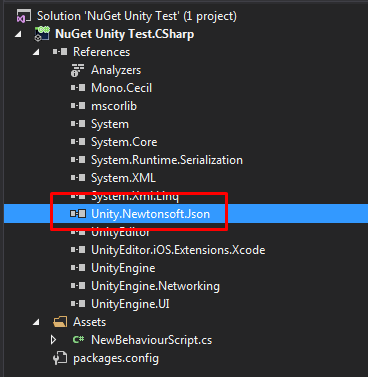 Solution 'NuGet Unity Test' (1 project)
NuGet Unity Test.CSharp
References
Analyzers
Mono.Cecil
mscorlib
System
System.Core
System.Runtime.Serialization
System.XML
System.Xml.Linq
Unity.Newtonsoft.Json
UnityEditor
UnityEditor.iOS.Extensions.Xcode
UnityEngine
UnityEngine.Networking
UnityEngine.UI
Assets
C# NewBehaviourScript.cs
packages.config